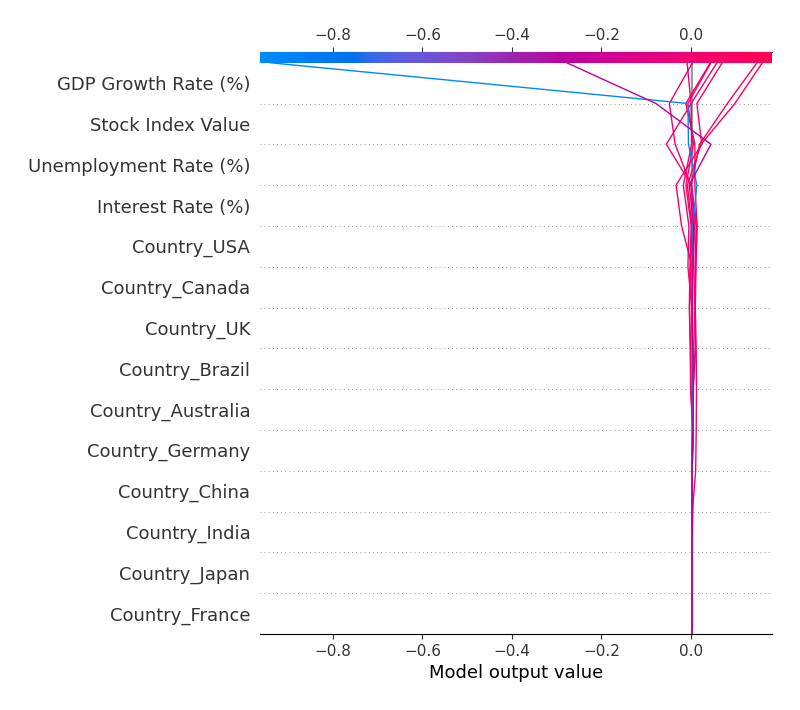 −0.8 −0.6 −0.4 −0.2 0.0
GDP Growth Rate (%)
Stock Index Value
Unemployment Rate (%)
Interest Rate (%)
Country_USA
Country_Canada
Country_UK
Country_Brazil
Country_Australia
Country_Germany
Country_China
Country_India
Country_Japan
Country_France
−0.8 −0.6 −0.4 −0.2 0.0
Model output value